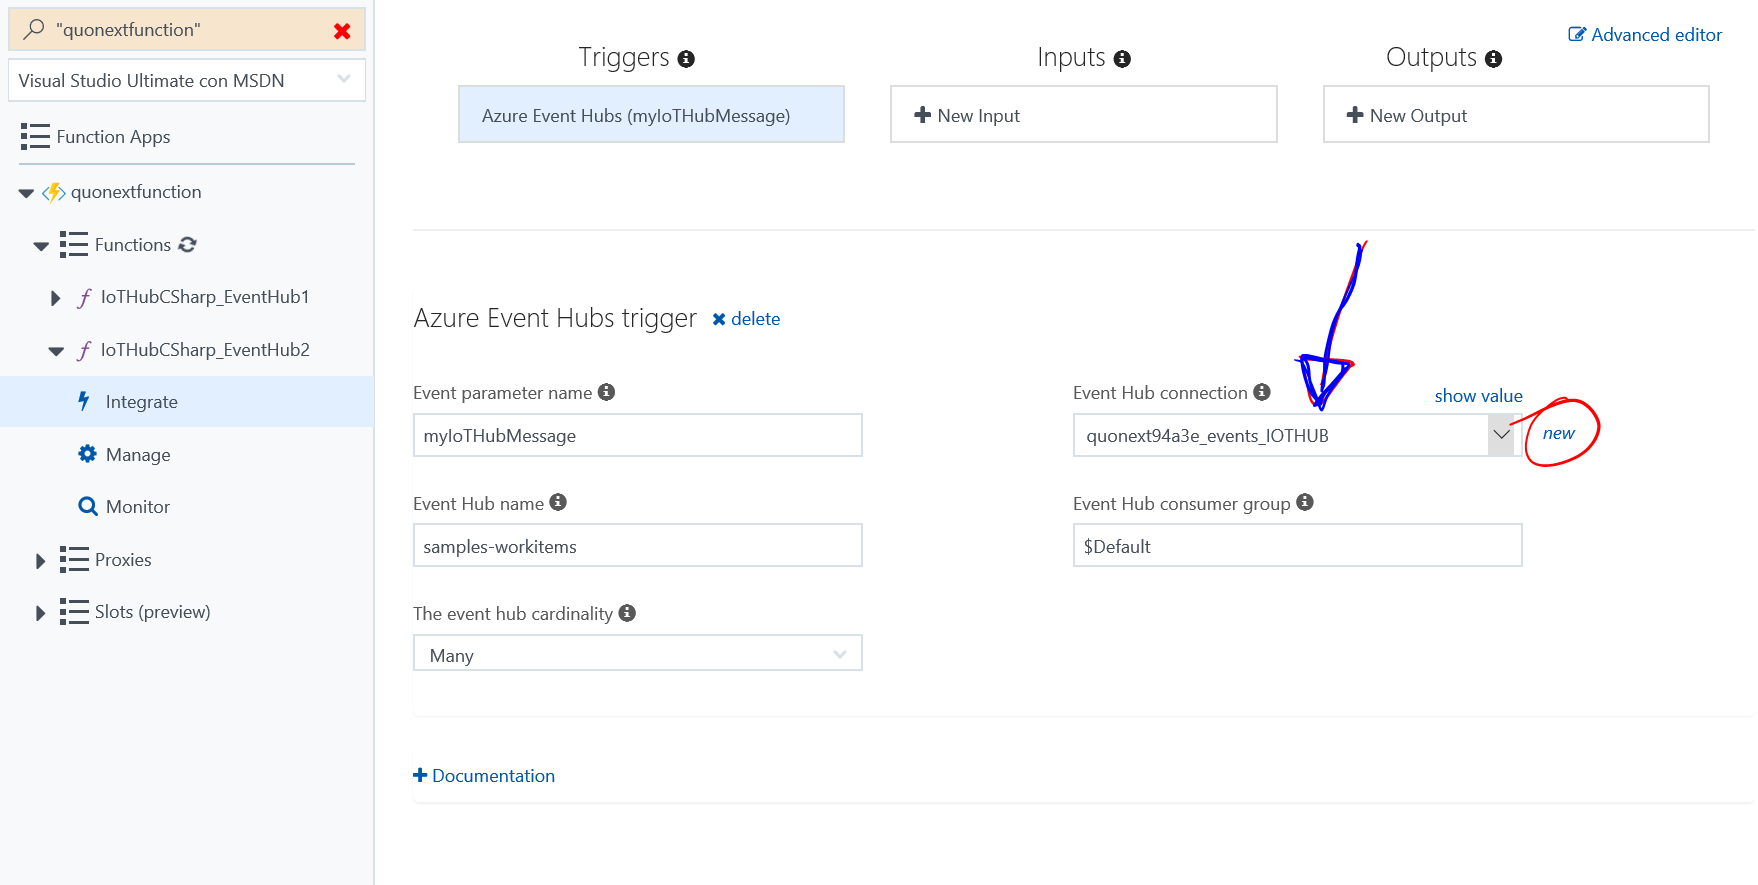 "quonextfunction"
Visual Studio Ultimate con MSDN
Function Apps
quonextfunction
Functions
IoTHubCSharp_EventHub1
IoTHubCSharp_EventHub2
Integrate
Manage
Monitor
Proxies
Slots (preview)
Advanced editor
Triggers
Inputs
Outputs
Azure Event Hubs (myIoTHubMessage)
New Input
New Output
Azure Event Hubs trigger
delete
Event parameter name
myIoTHubMessage
Event Hub connection
show value
quonext94a3e_events_IOTHUB
new
Event Hub name
samples-workitems
Event Hub consumer group
$Default
The event hub cardinality
Many
Documentation